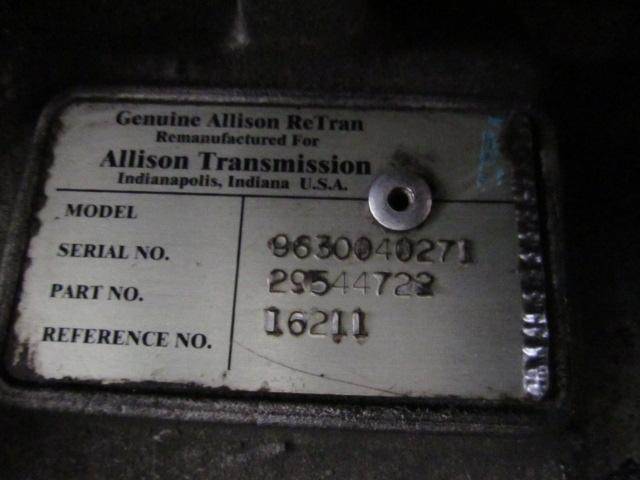 Genuine Allison ReTran
Remanufactured For
Allison Transmission
Indianapolis, Indiana U.S.A.
MODEL
SERIAL NO. 9630040271
PART NO. 29544722
REFERENCE NO. 16211